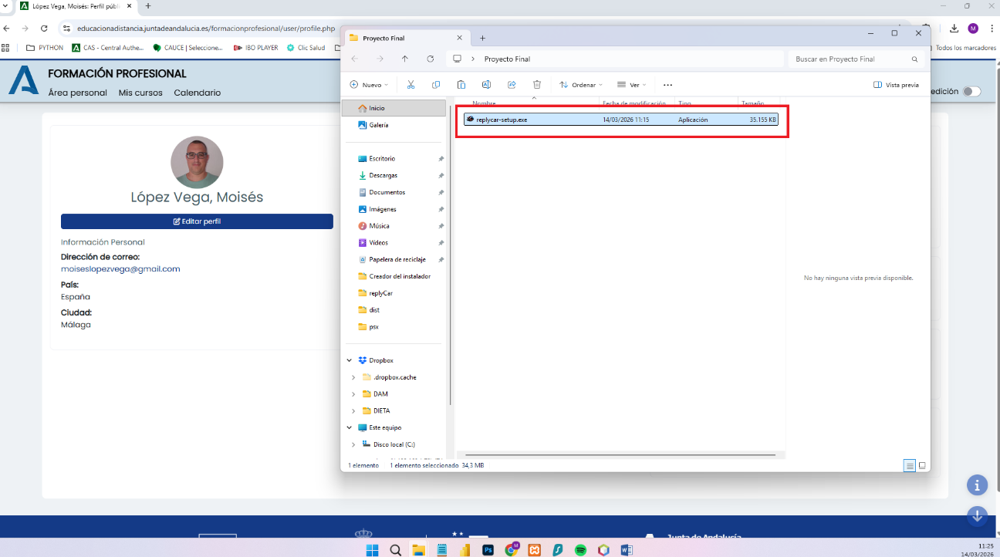 López Vega, Moisés: Perfil públi
educacionadistancia.juntadeandalucia.es/formacionprofesional/user/profile.php
M
PYTHON
CAS - Central Authe...
CAUCE | Seleccione...
IBO PLAYER
Clic Salud
Todos los marcadores
FORMACIÓN PROFESIONAL
Área personal
Mis cursos
Calendario
edición
López Vega, Moisés
Editar perfil
Información Personal
Dirección de correo:
moiseslopezvega@gmail.com
País:
España
Ciudad:
Málaga
Proyecto Final
Proyecto Final
Buscar en Proyecto Final
Nuevo
Ordenar
Ver
Vista previa
Nombre
Fecha de modificación
Tipo
Tamaño
replycar-setup.exe
14/03/2026 11:15
Aplicación
35.155 KB
Inicio
Galería
Escritorio
Descargas
Documentos
Imágenes
Música
Vídeos
Papelera de reciclaje
Creador del instalador
replyCar
dist
psx
Dropbox
.dropbox.cache
DAM
DIETA
Este equipo
Disco local (C:)
No hay ninguna vista previa disponible.
1 elemento
1 elemento seleccionado 34,3 MB
Junta de Andalucía
Ps
M
11:25
14/03/2026